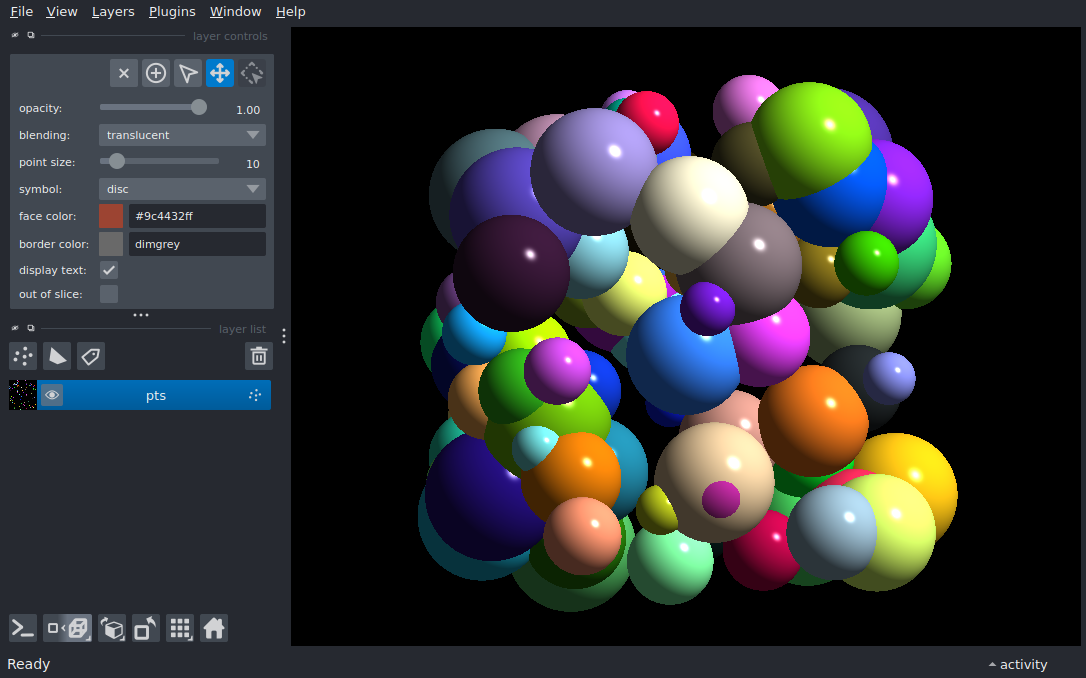 File View Layers Plugins Window Help
layer controls
opacity: 1.00
blending: translucent
point size: 10
symbol: disc
face color: #9c4432ff
border color: dimgrey
display text:
out of slice:
layer list
pts
Ready activity